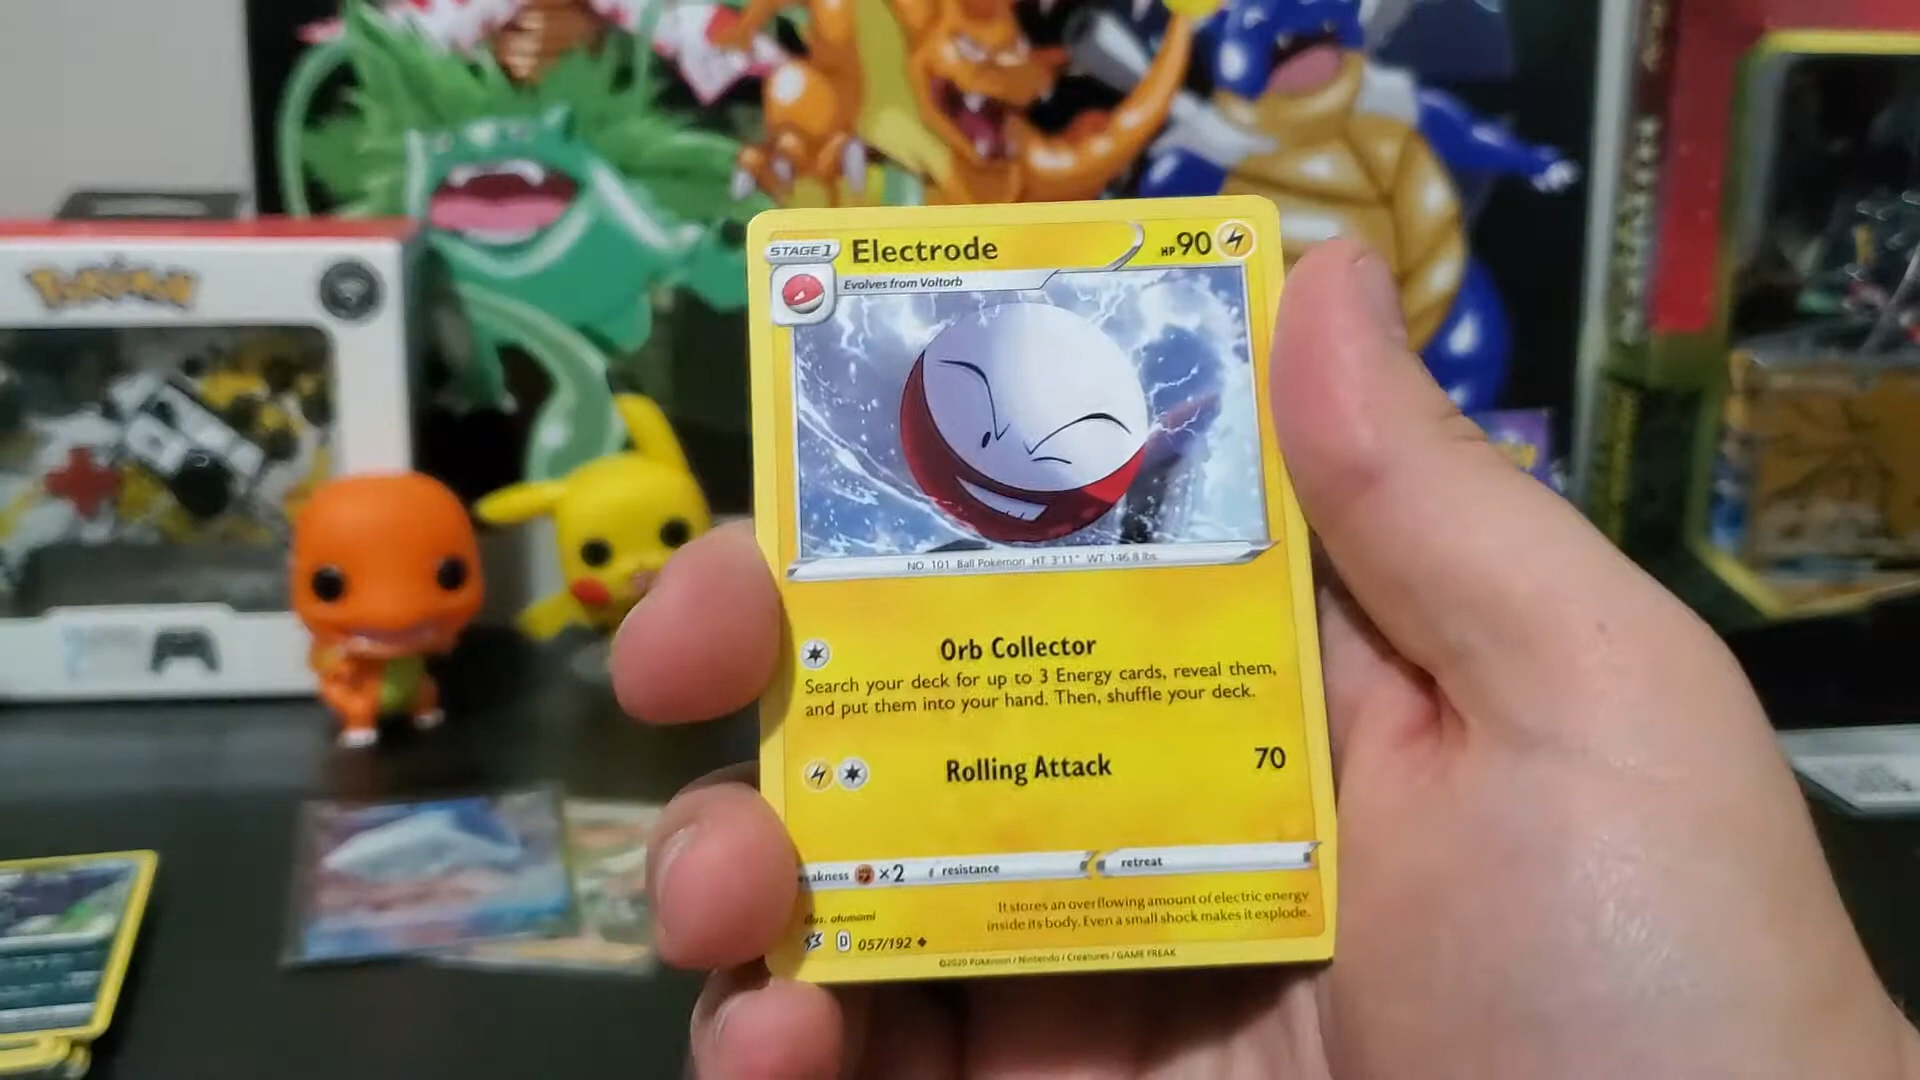 Pokémon
STAGE 1 Electrode HP 90
Evolves from Voltorb
NO. 101 Ball Pokémon HT: 3'11" WT: 146.8 lbs.
Orb Collector
Search your deck for up to 3 Energy cards, reveal them,
and put them into your hand. Then, shuffle your deck.
Rolling Attack 70
weakness ×2 resistance retreat
It stores an overflowing amount of electric energy
illus. otumami
inside its body. Even a small shock makes it explode.
D 057/192
©2020 Pokémon / Nintendo / Creatures / GAME FREAK